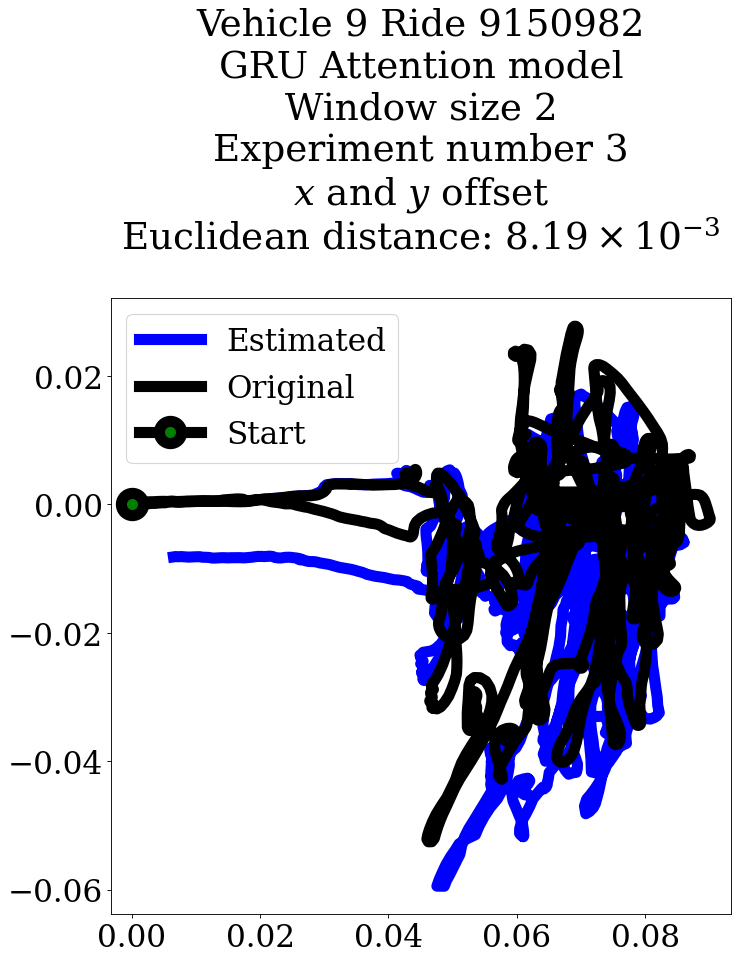 Vehicle 9 Ride 9150982
GRU Attention model
Window size 2
Experiment number 3
x and y offset
Euclidean distance: 8.19 × 10⁻³
Estimated
Original
Start
0.02
0.00
−0.02
−0.04
−0.06
0.00 0.02 0.04 0.06 0.08